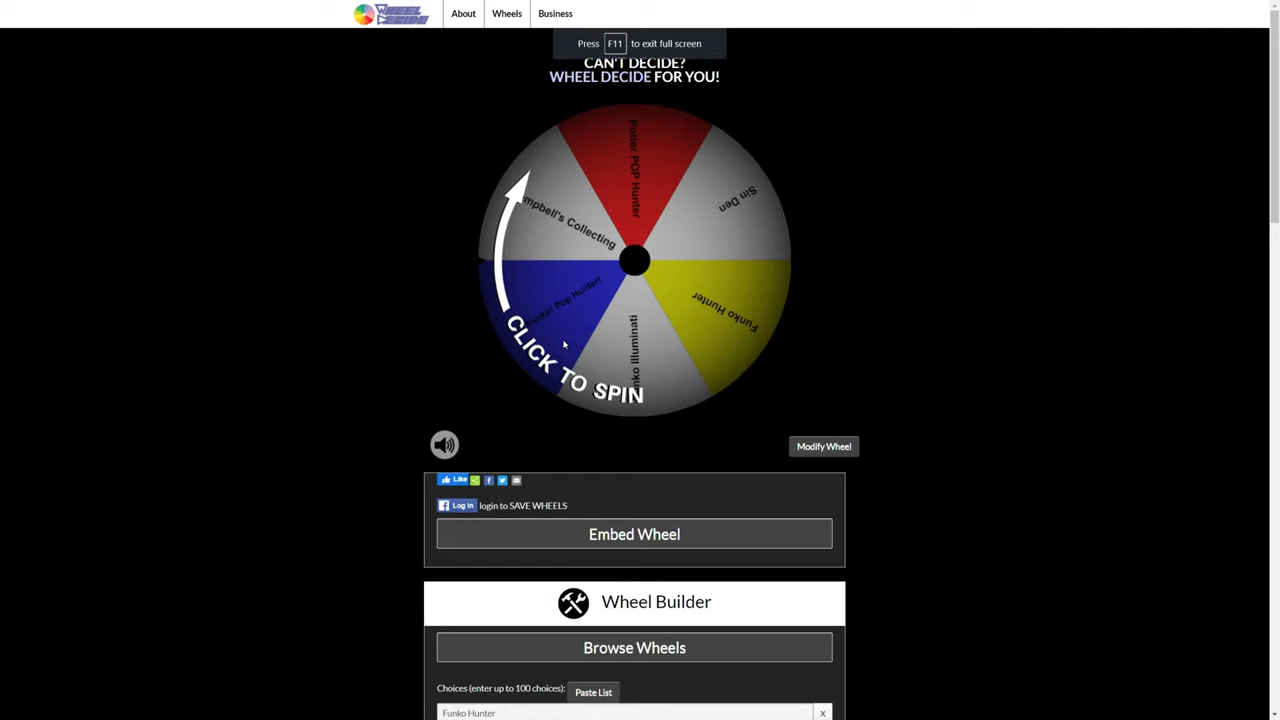 WHEEL DECIDE
About
Wheels
Business
Press F11 to exit full screen
CAN'T DECIDE?
WHEEL DECIDE FOR YOU!
Potter POP Hunter
Sin Den
Collecting
Funko Hunter
Illuminati
Pop Hunter!
CLICK TO SPIN
Modify Wheel
Like
Log In login to SAVE WHEELS
Embed Wheel
Wheel Builder
Browse Wheels
Choices (enter up to 100 choices):
Paste List
Funko Hunter
X